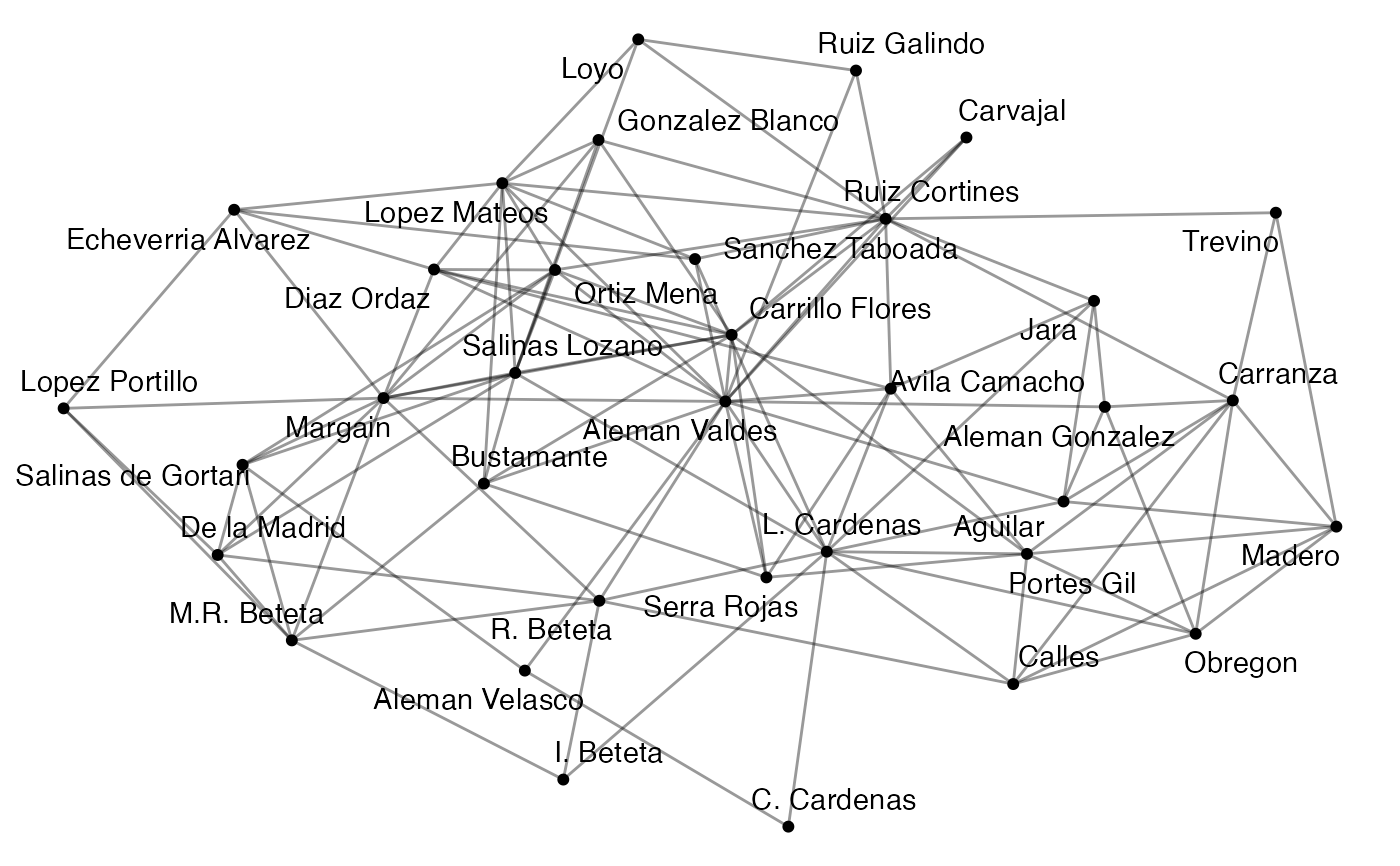 Ruiz Galindo
Loyo
Carvajal
Gonzalez Blanco
Ruiz Cortines
Lopez Mateos
Echeverria Alvarez
Trevino
Sanchez Taboada
Diaz Ordaz
Ortiz Mena
Carrillo Flores
Jara
Salinas Lozano
Carranza
Lopez Portillo
Avila Camacho
Margain
Aleman Valdes
Aleman Gonzalez
Bustamante
Salinas de Gortari
De la Madrid
L. Cardenas
Aguilar
Madero
Portes Gil
M.R. Beteta
Serra Rojas
R. Beteta
Calles
Obregon
Aleman Velasco
I. Beteta
C. Cardenas